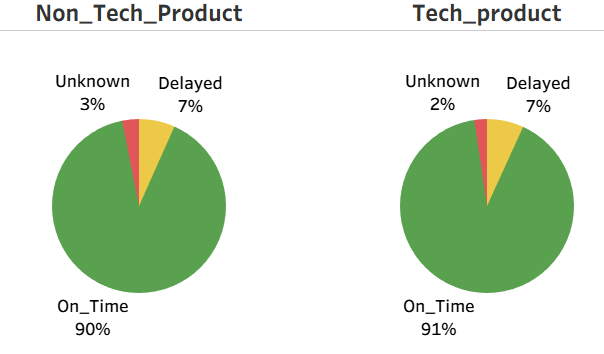 Non_Tech_Product
Tech_product
Unknown
3%
Delayed
7%
On_Time
90%
Unknown
2%
Delayed
7%
On_Time
91%